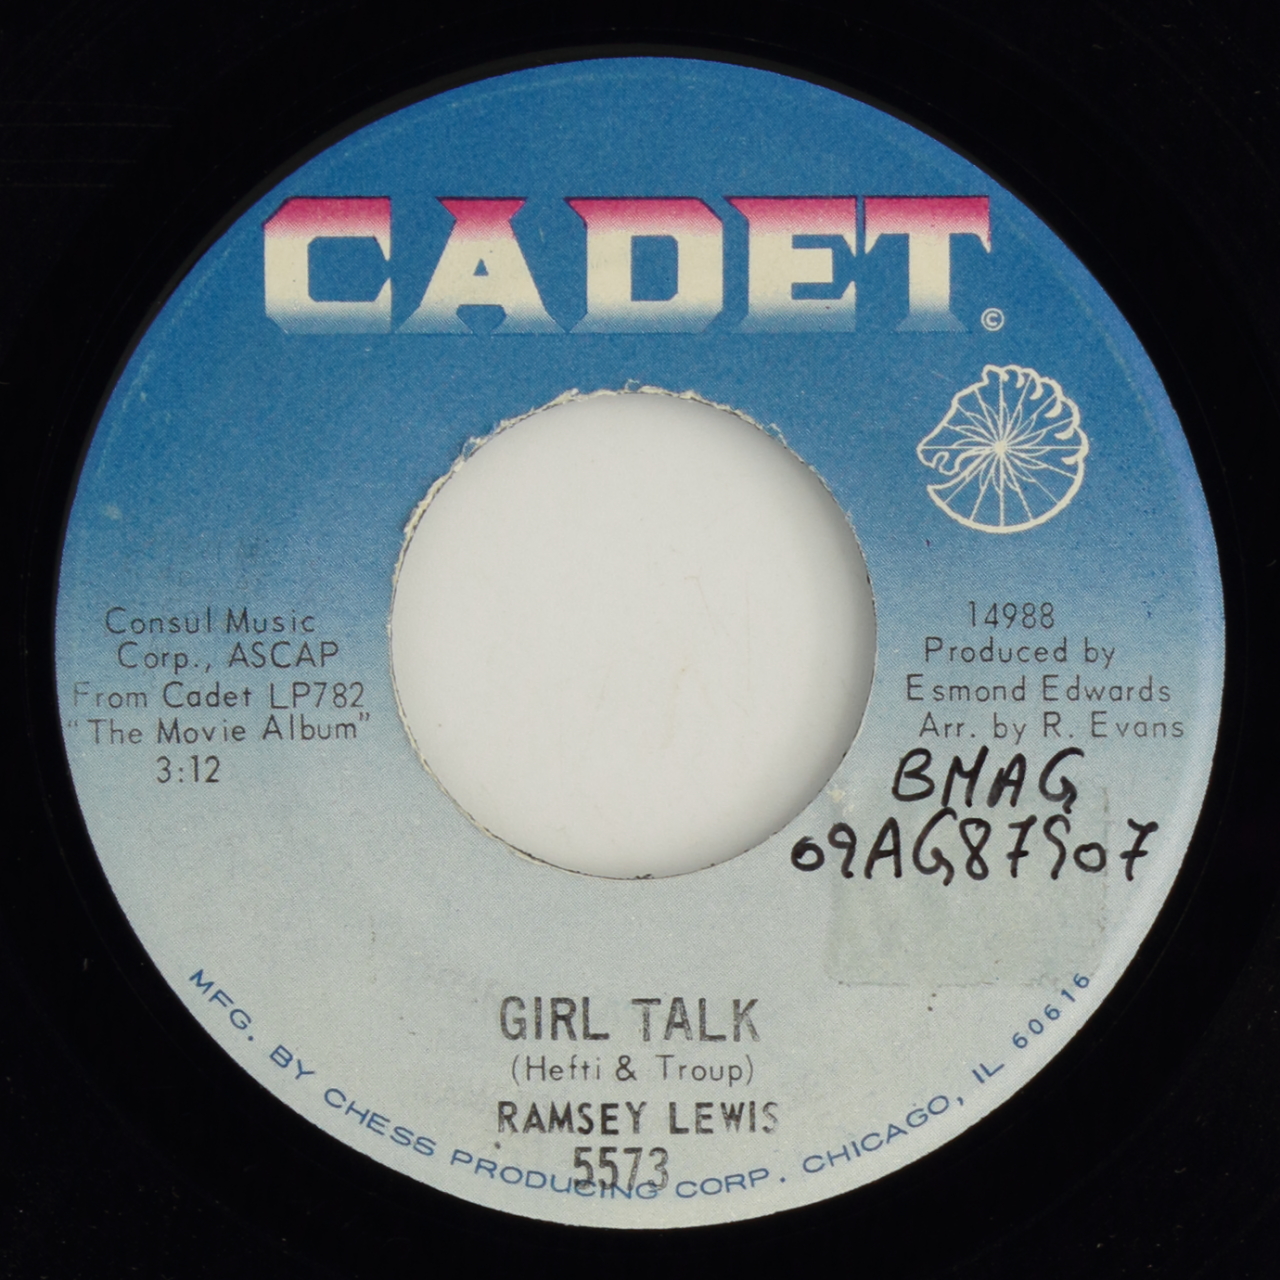 CADET
©
Consul Music
Corp., ASCAP
From Cadet LP782
"The Movie Album"
3:12
14988
Produced by
Esmond Edwards
Arr. by R. Evans
BMAG
09AG87507
GIRL TALK
(Hefti & Troup)
RAMSEY LEWIS
5573
MFG. BY CHESS PRODUCING CORP. CHICAGO, IL 60616